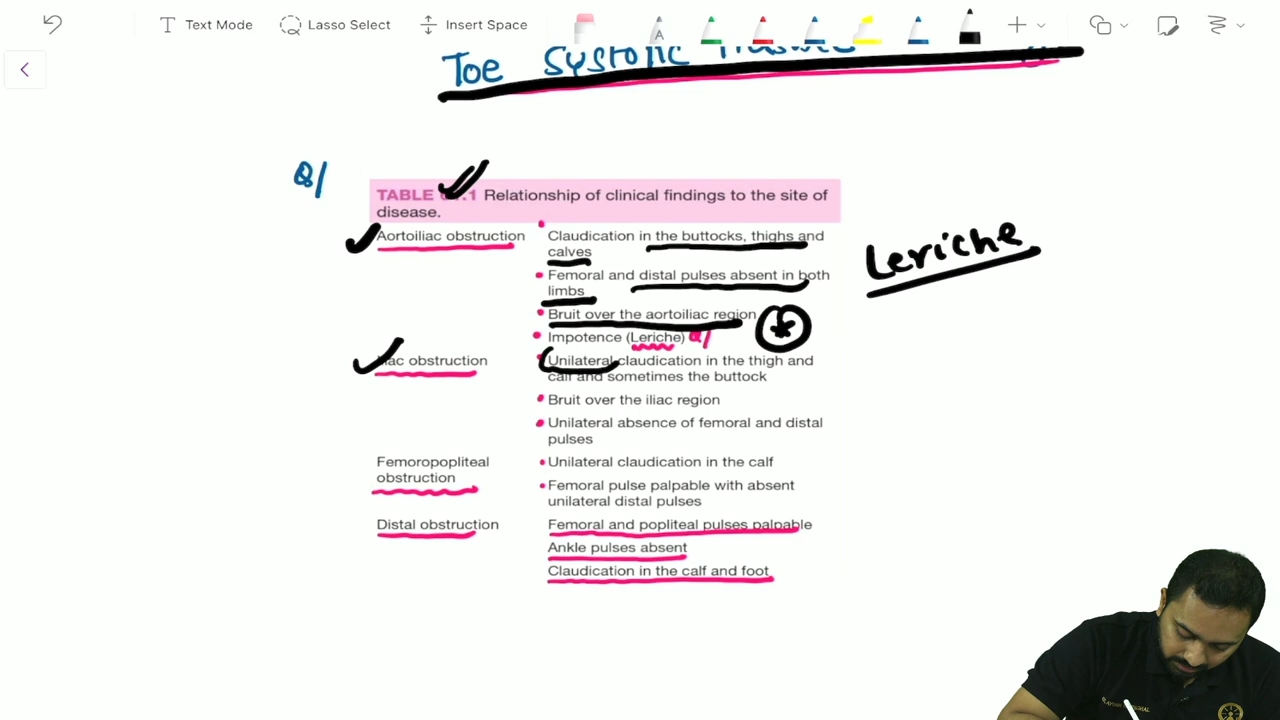 Text Mode
Lasso Select
Insert Space
A
Toe Systolic
Q/
TABLE Relationship of clinical findings to the site of
disease.
Aortoiliac obstruction
Claudication in the buttocks, thighs and
calves
Femoral and distal pulses absent in both
limbs
Bruit over the aortoiliac region
Impotence (Leriche) Q/
Leriche
obstruction
Unilateral claudication in the thigh and
calf and sometimes the buttock
Bruit over the iliac region
Unilateral absence of femoral and distal
pulses
Femoropopliteal
obstruction
Unilateral claudication in the calf
Femoral pulse palpable with absent
unilateral distal pulses
Distal obstruction
Femoral and popliteal pulses palpable
Ankle pulses absent
Claudication in the calf and foot